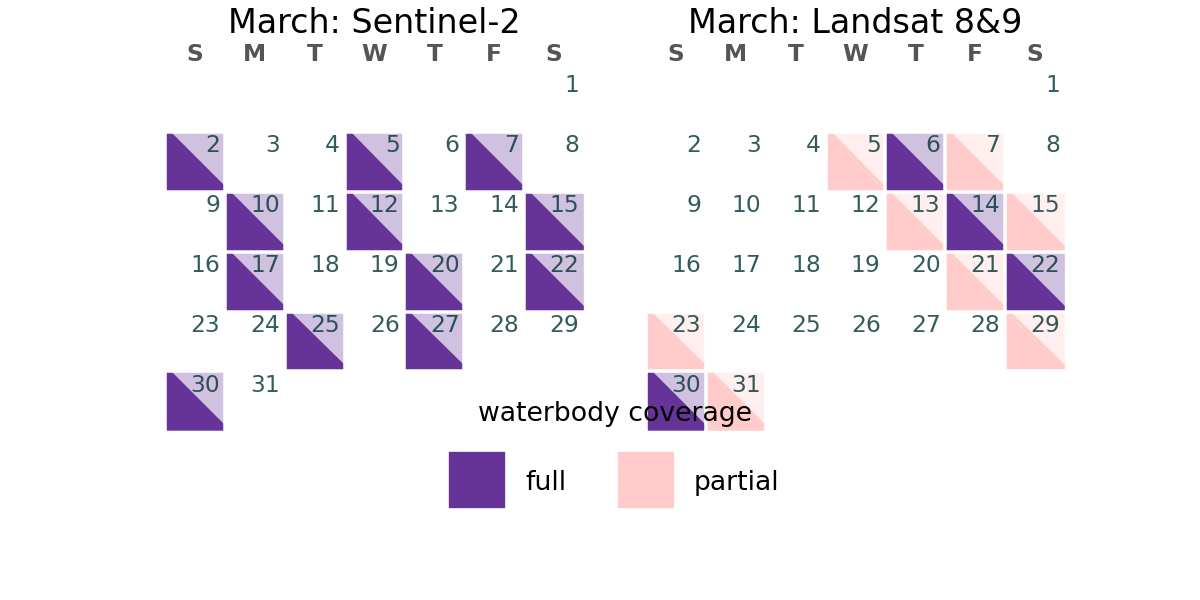 March: Sentinel-2
S M T W T F S
1
2 3 4 5 6 7 8
9 10 11 12 13 14 15
16 17 18 19 20 21 22
23 24 25 26 27 28 29
30 31
March: Landsat 8&9
S M T W T F S
1
2 3 4 5 6 7 8
9 10 11 12 13 14 15
16 17 18 19 20 21 22
23 24 25 26 27 28 29
30 31
waterbody coverage
full partial